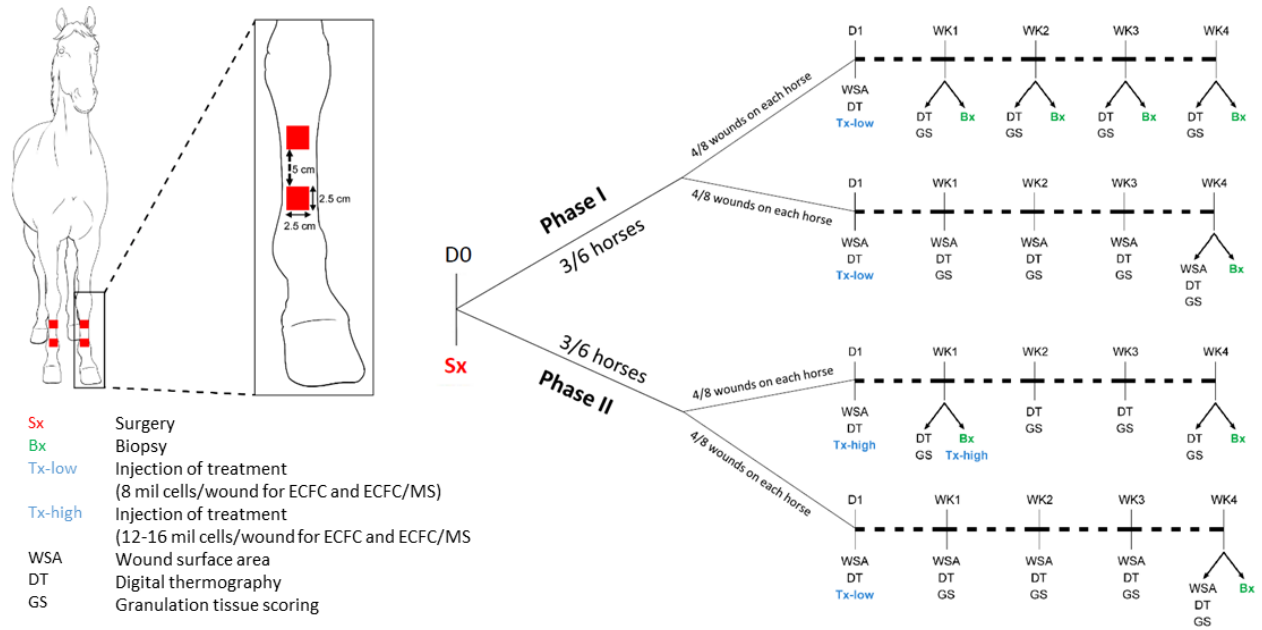 5 cm
2.5 cm
2.5 cm
Sx Surgery
Bx Biopsy
Tx-low Injection of treatment
(8 mil cells/wound for ECFC and ECFC/MS)
Tx-high Injection of treatment
(12-16 mil cells/wound for ECFC and ECFC/MS
WSA Wound surface area
DT Digital thermography
GS Granulation tissue scoring
D0
Sx
Phase I
3/6 horses
3/6 horses
Phase II
4/8 wounds on each horse
D1 WK1 WK2 WK3 WK4
WSA
DT DT Bx DT Bx DT Bx DT Bx
Tx-low GS GS GS GS
4/8 wounds on each horse
D1 WK1 WK2 WK3 WK4
WSA WSA WSA WSA
DT DT DT DT WSA Bx
Tx-low GS GS GS DT
GS
4/8 wounds on each horse
D1 WK1 WK2 WK3 WK4
WSA DT DT
DT DT Bx GS GS DT Bx
Tx-high GS Tx-high GS
4/8 wounds on each horse
D1 WK1 WK2 WK3 WK4
WSA WSA WSA WSA
DT DT DT DT WSA Bx
Tx-low GS GS GS DT
GS